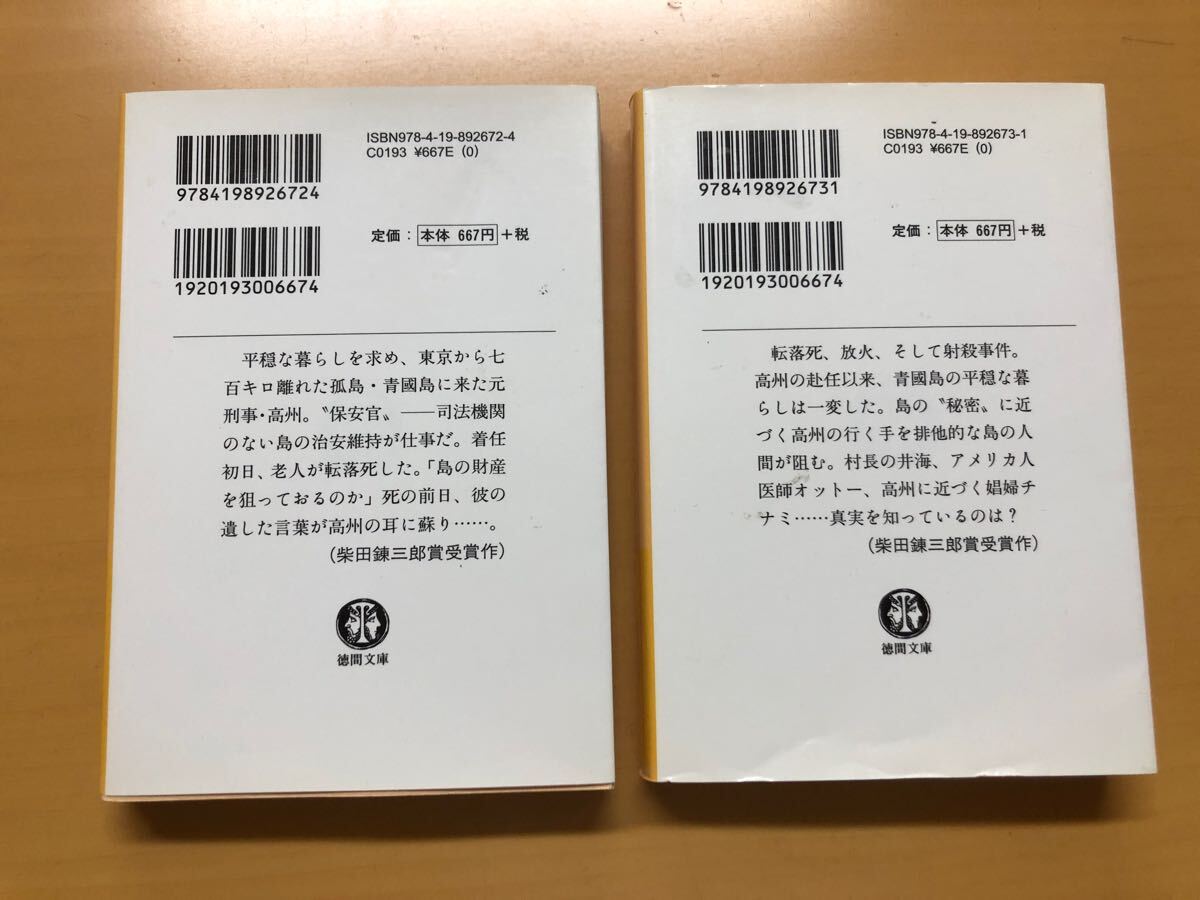 ISBN978-4-19-892672-4
C0193 ¥667E (0)
9784198926724
定価：本体 667円+税
1920193006674
平穏な暮らしを求め、東京から七
百キロ離れた孤島・青國島に来た元
刑事・高州。〝保安官〟――司法機関
のない島の治安維持が仕事だ。着任
初日、老人が転落死した。「島の財産
を狙っておるのか」死の前日、彼の
遺した言葉が高州の耳に蘇り……。
(柴田錬三郎賞受賞作)
徳間文庫
ISBN978-4-19-892673-1
C0193 ¥667E (0)
9784198926731
定価：本体 667円+税
1920193006674
転落死、放火、そして射殺事件。
高州の赴任以来、青國島の平穏な暮
らしは一変した。島の〝秘密〟に近
づく高州の行く手を排他的な島の人
間が阻む。村長の井海、アメリカ人
医師オットー、高州に近づく娼婦チ
ナミ……真実を知っているのは？
(柴田錬三郎賞受賞作)
徳間文庫